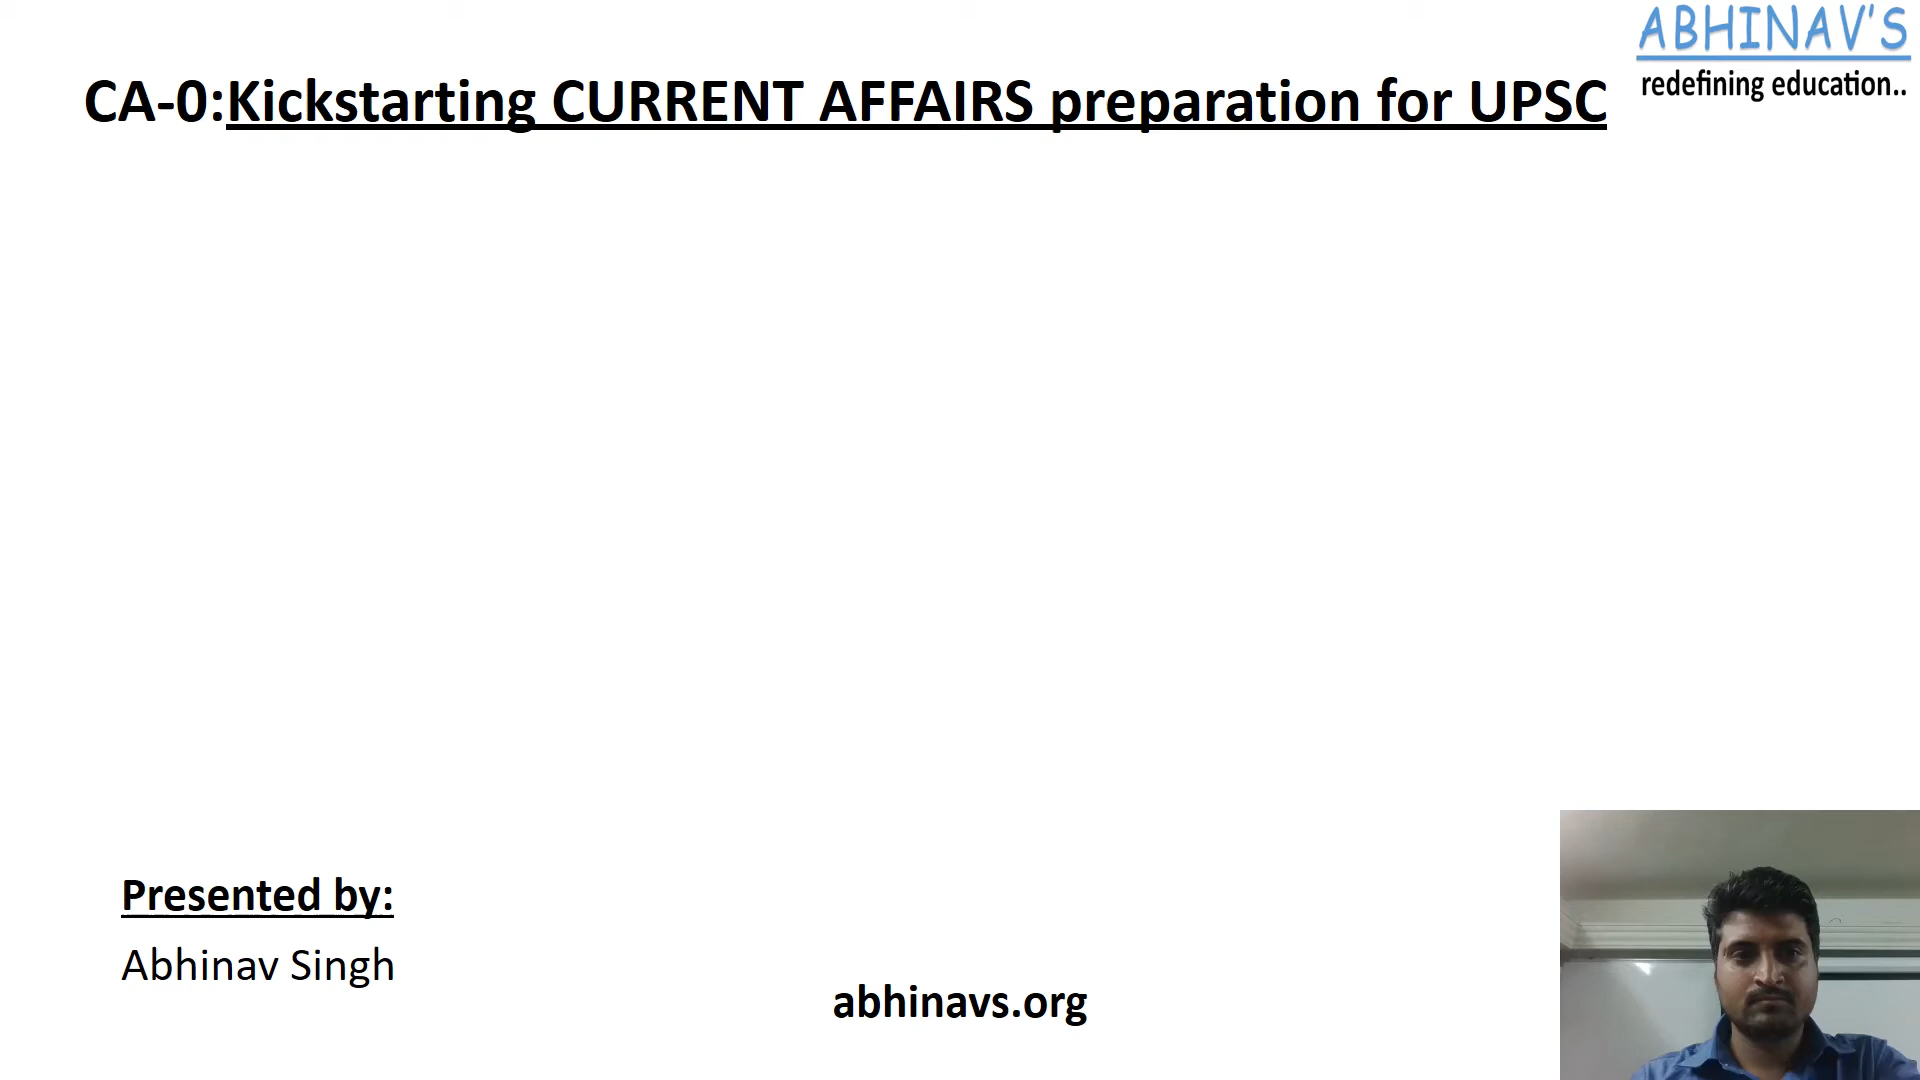 ABHINAV'S
redefining education..
CA-0:Kickstarting CURRENT AFFAIRS preparation for UPSC
Presented by:
Abhinav Singh
abhinavs.org